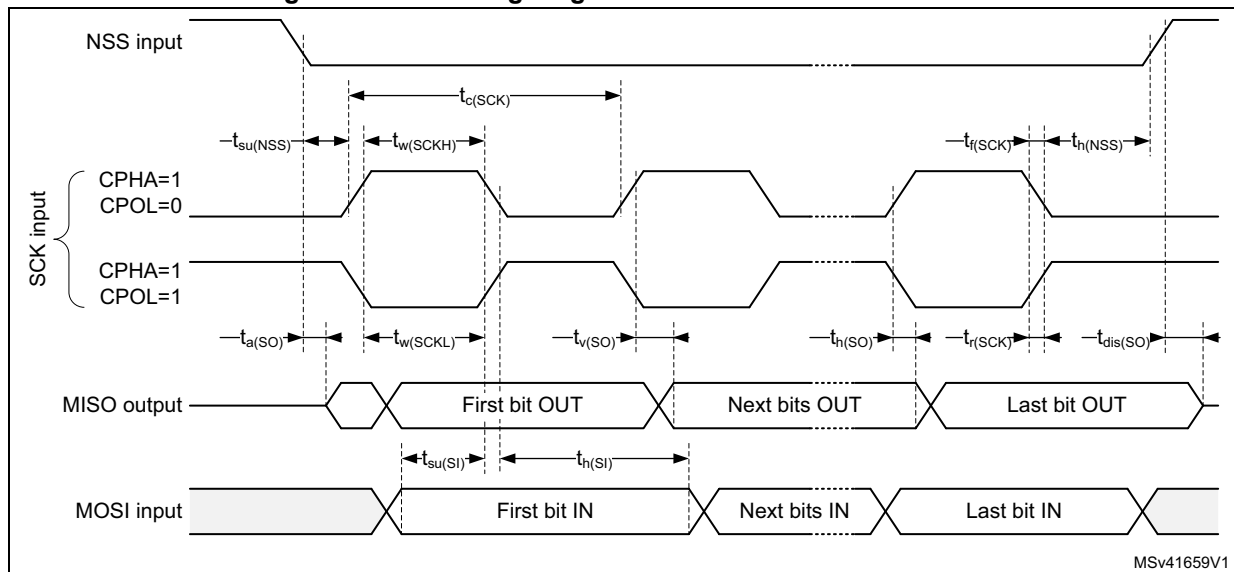 NSS input
tc(SCK)
tsu(NSS)
tw(SCKH)
tf(SCK)
th(NSS)
SCK input
CPHA=1
CPOL=0
CPHA=1
CPOL=1
ta(SO)
tw(SCKL)
tv(SO)
th(SO)
tr(SCK)
tdis(SO)
MISO output
First bit OUT
Next bits OUT
Last bit OUT
tsu(SI)
th(SI)
MOSI input
First bit IN
Next bits IN
Last bit IN
MSv41659V1